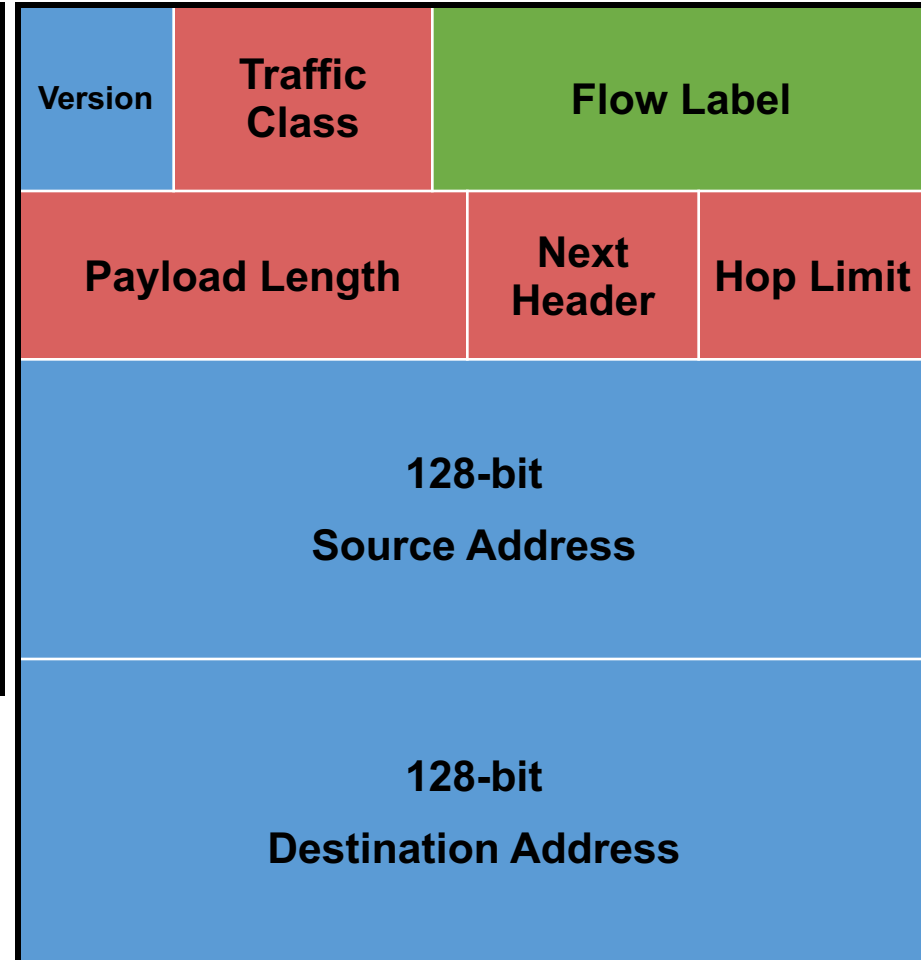 Version
Traffic
Class
Flow Label
Payload Length
Next
Header
Hop Limit
128-bit
Source Address
128-bit
Destination Address